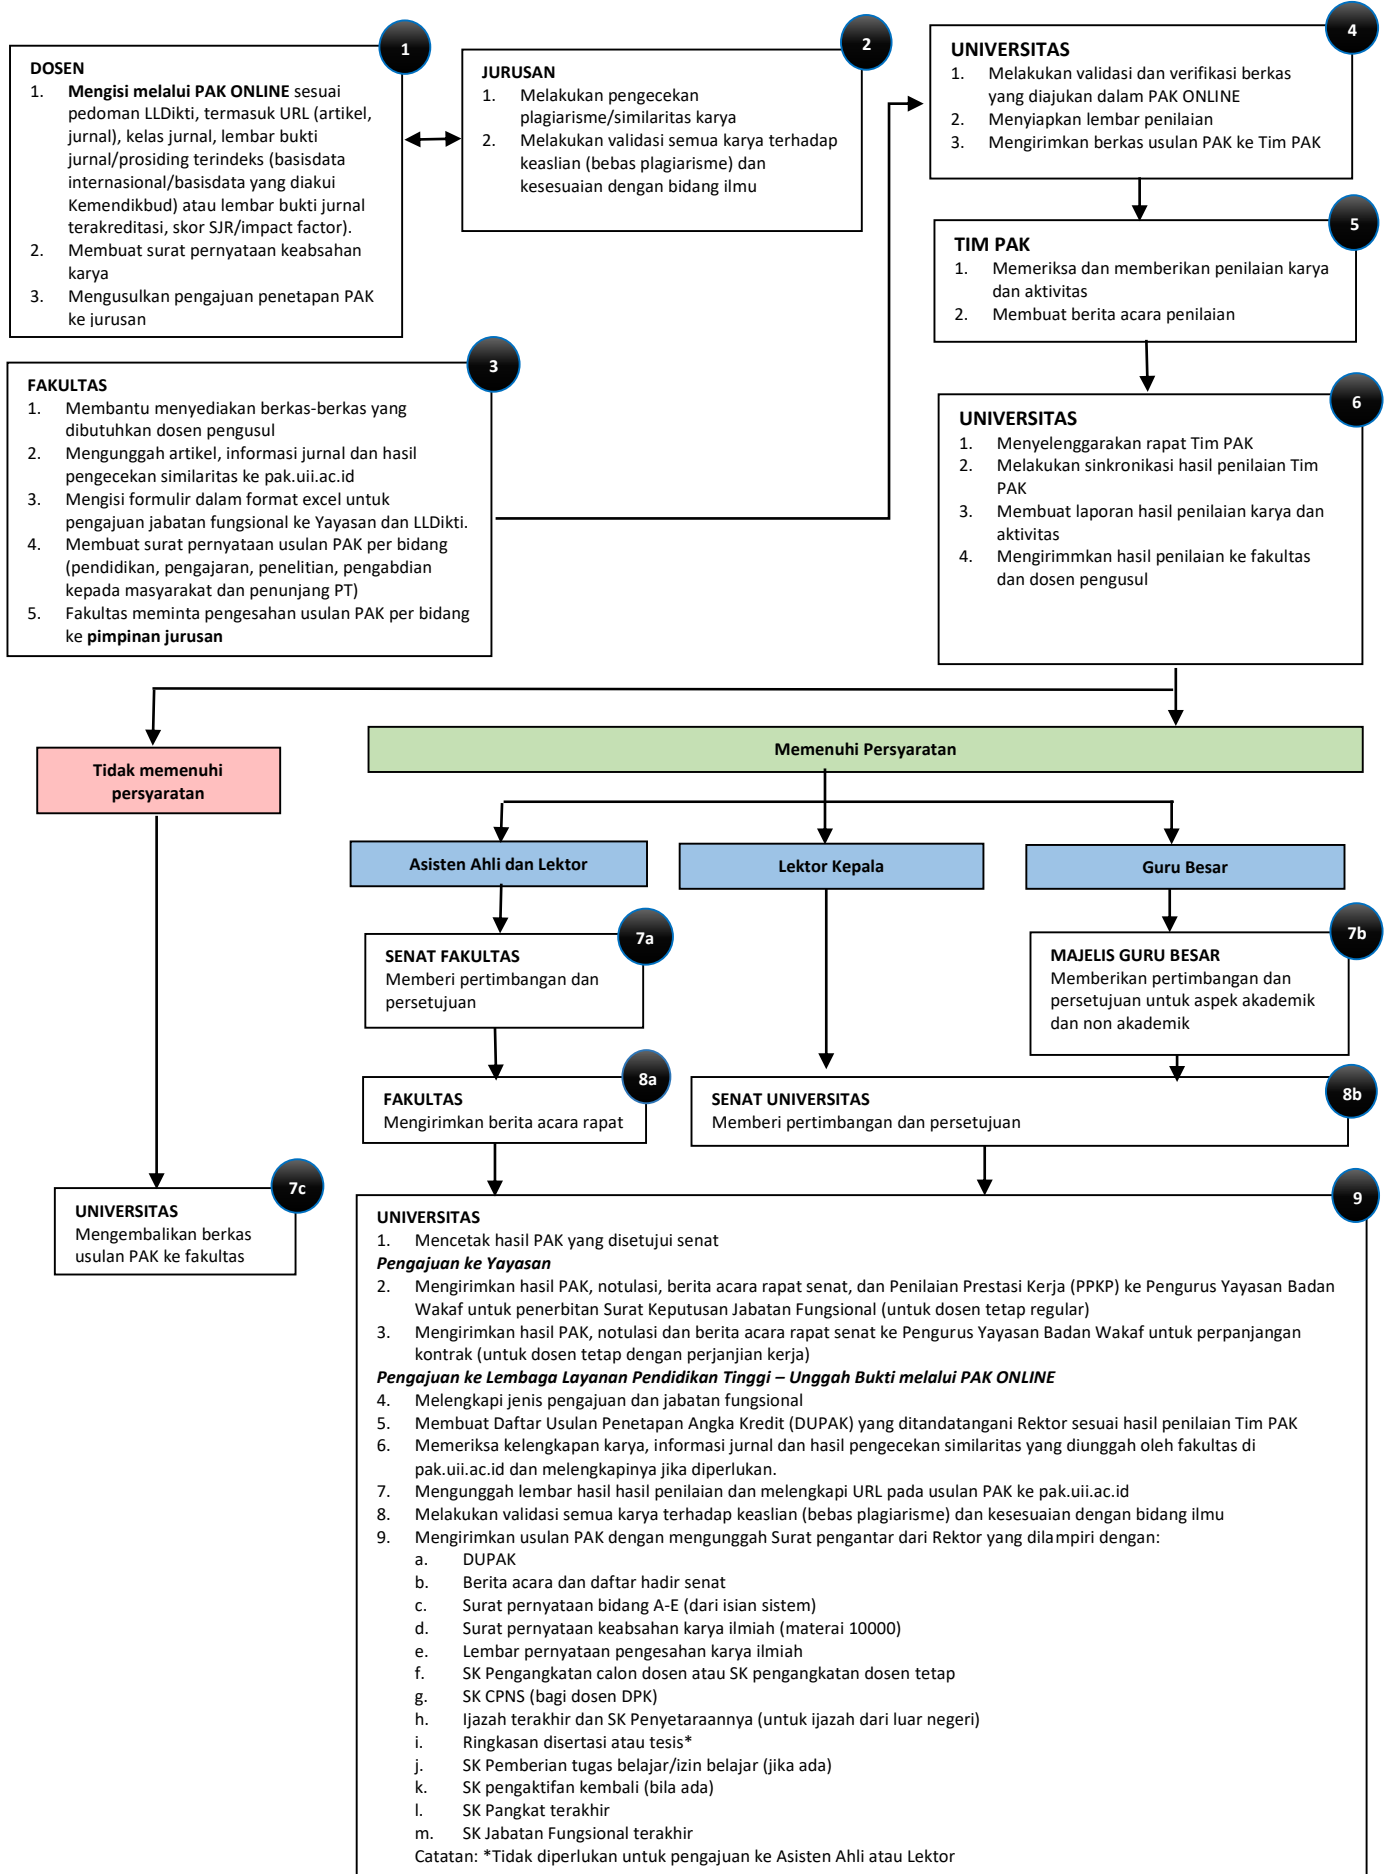 1
DOSEN
1. Mengisi melalui PAK ONLINE sesuai
pedoman LLDikti, termasuk URL (artikel,
jurnal), kelas jurnal, lembar bukti
jurnal/prosiding terindeks (basisdata
internasional/basisdata yang diakui
Kemendikbud) atau lembar bukti jurnal
terakreditasi, skor SJR/impact factor).
2. Membuat surat pernyataan keabsahan
karya
3. Mengusulkan pengajuan penetapan PAK
ke jurusan
2
JURUSAN
1. Melakukan pengecekan
plagiarisme/similaritas karya
2. Melakukan validasi semua karya terhadap
keaslian (bebas plagiarisme) dan
kesesuaian dengan bidang ilmu
3
FAKULTAS
1. Membantu menyediakan berkas-berkas yang
dibutuhkan dosen pengusul
2. Mengunggah artikel, informasi jurnal dan hasil
pengecekan similaritas ke pak.uii.ac.id
3. Mengisi formulir dalam format excel untuk
pengajuan jabatan fungsional ke Yayasan dan LLDikti.
4. Membuat surat pernyataan usulan PAK per bidang
(pendidikan, pengajaran, penelitian, pengabdian
kepada masyarakat dan penunjang PT)
5. Fakultas meminta pengesahan usulan PAK per bidang
ke pimpinan jurusan
4
UNIVERSITAS
1. Melakukan validasi dan verifikasi berkas
yang diajukan dalam PAK ONLINE
2. Menyiapkan lembar penilaian
3. Mengirimkan berkas usulan PAK ke Tim PAK
5
TIM PAK
1. Memeriksa dan memberikan penilaian karya
dan aktivitas
2. Membuat berita acara penilaian
6
UNIVERSITAS
1. Menyelenggarakan rapat Tim PAK
2. Melakukan sinkronikasi hasil penilaian Tim
PAK
3. Membuat laporan hasil penilaian karya dan
aktivitas
4. Mengirimmkan hasil penilaian ke fakultas
dan dosen pengusul
Tidak memenuhi
persyaratan
Memenuhi Persyaratan
Asisten Ahli dan Lektor
Lektor Kepala
Guru Besar
7a
SENAT FAKULTAS
Memberi pertimbangan dan
persetujuan
7b
MAJELIS GURU BESAR
Memberikan pertimbangan dan
persetujuan untuk aspek akademik
dan non akademik
8a
FAKULTAS
Mengirimkan berita acara rapat
8b
SENAT UNIVERSITAS
Memberi pertimbangan dan persetujuan
7c
UNIVERSITAS
Mengembalikan berkas
usulan PAK ke fakultas
9
UNIVERSITAS
1. Mencetak hasil PAK yang disetujui senat
Pengajuan ke Yayasan
2. Mengirimkan hasil PAK, notulasi, berita acara rapat senat, dan Penilaian Prestasi Kerja (PPKP) ke Pengurus Yayasan Badan
Wakaf untuk penerbitan Surat Keputusan Jabatan Fungsional (untuk dosen tetap regular)
3. Mengirimkan hasil PAK, notulasi dan berita acara rapat senat ke Pengurus Yayasan Badan Wakaf untuk perpanjangan
kontrak (untuk dosen tetap dengan perjanjian kerja)
Pengajuan ke Lembaga Layanan Pendidikan Tinggi – Unggah Bukti melalui PAK ONLINE
4. Melengkapi jenis pengajuan dan jabatan fungsional
5. Membuat Daftar Usulan Penetapan Angka Kredit (DUPAK) yang ditandatangani Rektor sesuai hasil penilaian Tim PAK
6. Memeriksa kelengkapan karya, informasi jurnal dan hasil pengecekan similaritas yang diunggah oleh fakultas di
pak.uii.ac.id dan melengkapinya jika diperlukan.
7. Mengunggah lembar hasil hasil penilaian dan melengkapi URL pada usulan PAK ke pak.uii.ac.id
8. Melakukan validasi semua karya terhadap keaslian (bebas plagiarisme) dan kesesuaian dengan bidang ilmu
9. Mengirimkan usulan PAK dengan mengunggah Surat pengantar dari Rektor yang dilampiri dengan:
a. DUPAK
b. Berita acara dan daftar hadir senat
c. Surat pernyataan bidang A-E (dari isian sistem)
d. Surat pernyataan keabsahan karya ilmiah (materai 10000)
e. Lembar pernyataan pengesahan karya ilmiah
f. SK Pengangkatan calon dosen atau SK pengangkatan dosen tetap
g. SK CPNS (bagi dosen DPK)
h. Ijazah terakhir dan SK Penyetaraannya (untuk ijazah dari luar negeri)
i. Ringkasan disertasi atau tesis*
j. SK Pemberian tugas belajar/izin belajar (jika ada)
k. SK pengaktifan kembali (bila ada)
l. SK Pangkat terakhir
m. SK Jabatan Fungsional terakhir
Catatan: *Tidak diperlukan untuk pengajuan ke Asisten Ahli atau Lektor